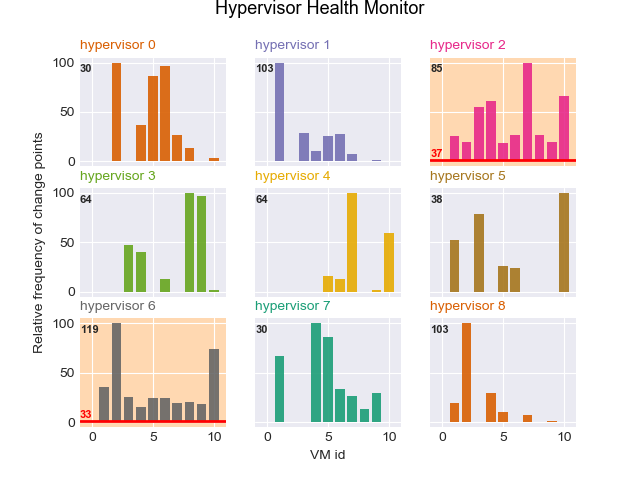 Hypervisor Health Monitor
hypervisor 0
hypervisor 1
hypervisor 2
100
50
0
30
103
85
37
hypervisor 3
hypervisor 4
hypervisor 5
100
50
0
64
64
38
hypervisor 6
hypervisor 7
hypervisor 8
100
50
0
119
33
30
103
0 5 10
0 5 10
0 5 10
VM id
Relative frequency of change points